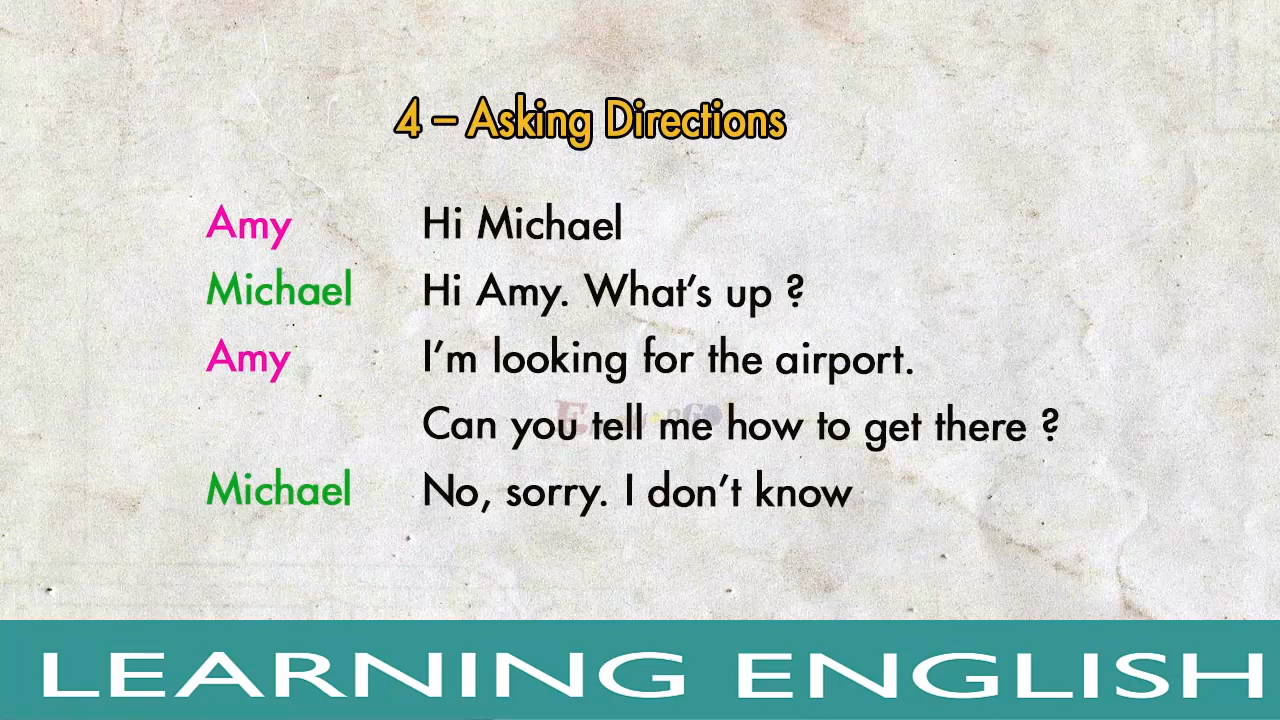 4 – Asking Directions
Amy Hi Michael
Michael Hi Amy. What's up ?
Amy I'm looking for the airport.
Can you tell me how to get there ?
Michael No, sorry. I don't know
LEARNING ENGLISH